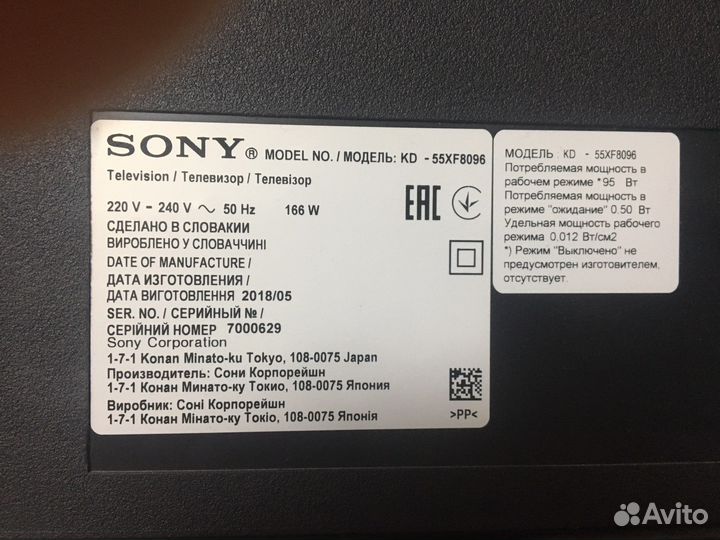 SONY® MODEL NO. / МОДЕЛЬ: KD - 55XF8096
Television / Телевизор / Телевізор
220 V - 240 V ~ 50 Hz 166 W
EAC
СДЕЛАНО В СЛОВАКИИ
ВИРОБЛЕНО У СЛОВАЧЧИНІ
DATE OF MANUFACTURE /
ДАТА ИЗГОТОВЛЕНИЯ /
ДАТА ВИГОТОВЛЕННЯ 2018/05
SER. NO. / СЕРИЙНЫЙ № /
СЕРІЙНИЙ НОМЕР 7000629
Sony Corporation
1-7-1 Konan Minato-ku Tokyo, 108-0075 Japan
Производитель: Сони Корпорейшн
1-7-1 Конан Минато-ку Токио, 108-0075 Япония
Виробник: Соні Корпорейшн
1-7-1 Конан Мінато-ку Токіо, 108-0075 Японія
>PP<
МОДЕЛЬ : KD - 55XF8096
Потребляемая мощность в
рабочем режиме *95 Вт
Потребляемая мощность в
режиме "ожидание" 0.50 Вт
Удельная мощность рабочего
режима 0.012 Вт/см2
*) Режим "Выключено" не
предусмотрен изготовителем,
отсутствует.
Avito